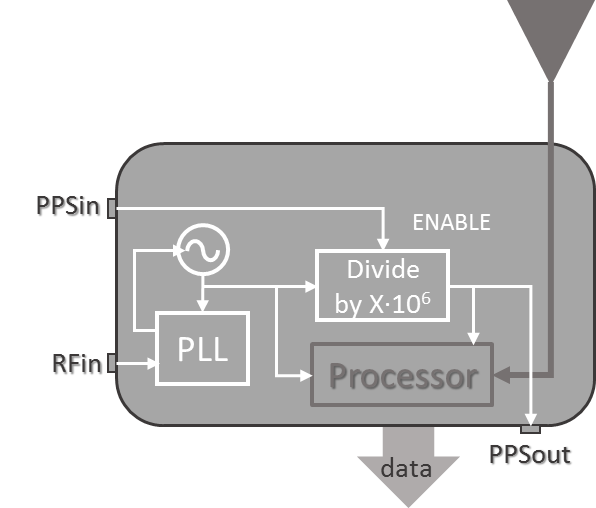 PPSin
ENABLE
Divide
by X·10⁶
PLL
RFin
Processor
PPSout
data